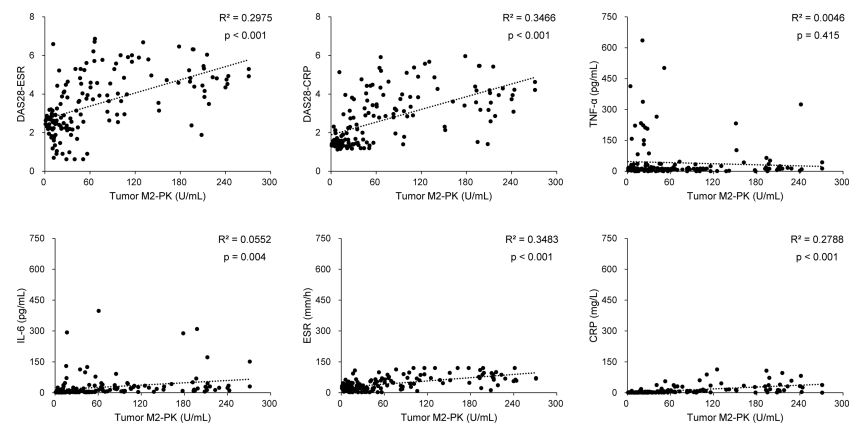 R² = 0.2975
p < 0.001
DAS28-ESR
8
6
4
2
0
0 60 120 180 240 300
Tumor M2-PK (U/mL)
R² = 0.3466
p < 0.001
DAS28-CRP
8
6
4
2
0
0 60 120 180 240 300
Tumor M2-PK (U/mL)
R² = 0.0046
p = 0.415
TNF-α (pg/mL)
750
600
450
300
150
0
0 60 120 180 240 300
Tumor M2-PK (U/mL)
R² = 0.0552
p = 0.004
IL-6 (pg/mL)
750
600
450
300
150
0
0 60 120 180 240 300
Tumor M2-PK (U/mL)
R² = 0.3483
p < 0.001
ESR (mm/h)
750
600
450
300
150
0
0 60 120 180 240 300
Tumor M2-PK (U/mL)
R² = 0.2788
p < 0.001
CRP (mg/L)
750
600
450
300
150
0
0 60 120 180 240 300
Tumor M2-PK (U/mL)